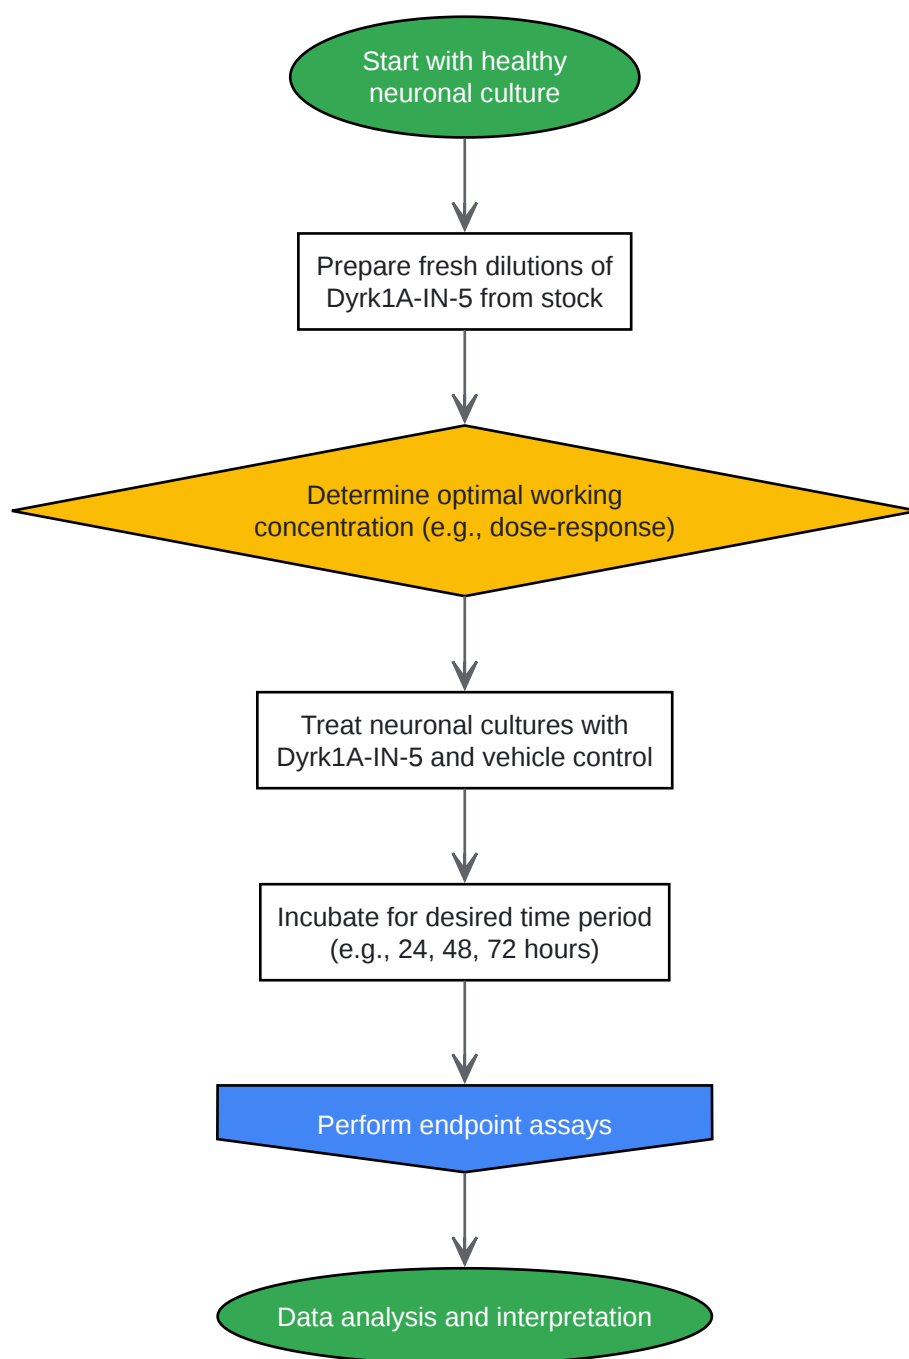 Start with healthy
neuronal culture
Prepare fresh dilutions of
Dyrk1A-IN-5 from stock
Determine optimal working
concentration (e.g., dose-response)
Treat neuronal cultures with
Dyrk1A-IN-5 and vehicle control
Incubate for desired time period
(e.g., 24, 48, 72 hours)
Perform endpoint assays
Data analysis and interpretation